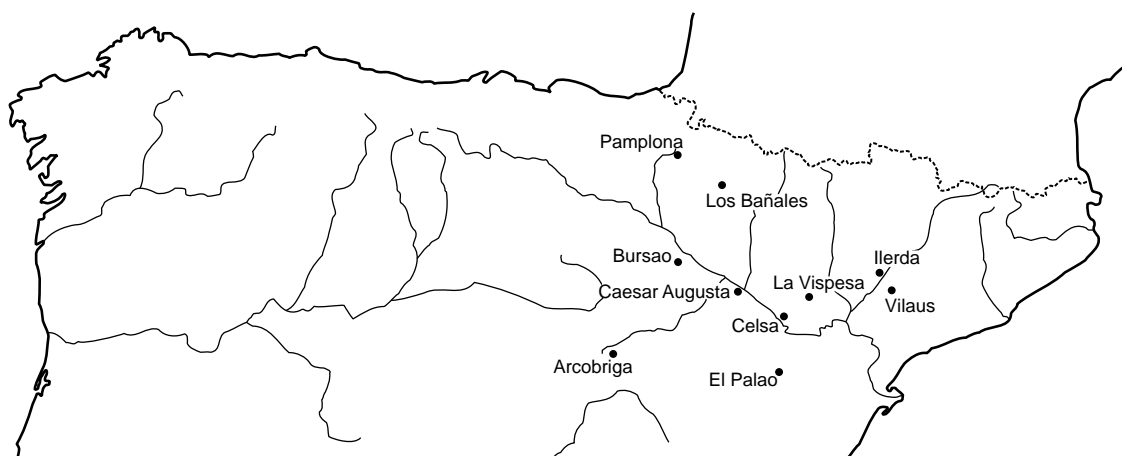 Pamplona
Los Bañales
Bursao
Ilerda
La Vispesa
Caesar Augusta
Vilaus
Celsa
Arcobriga
El Palao